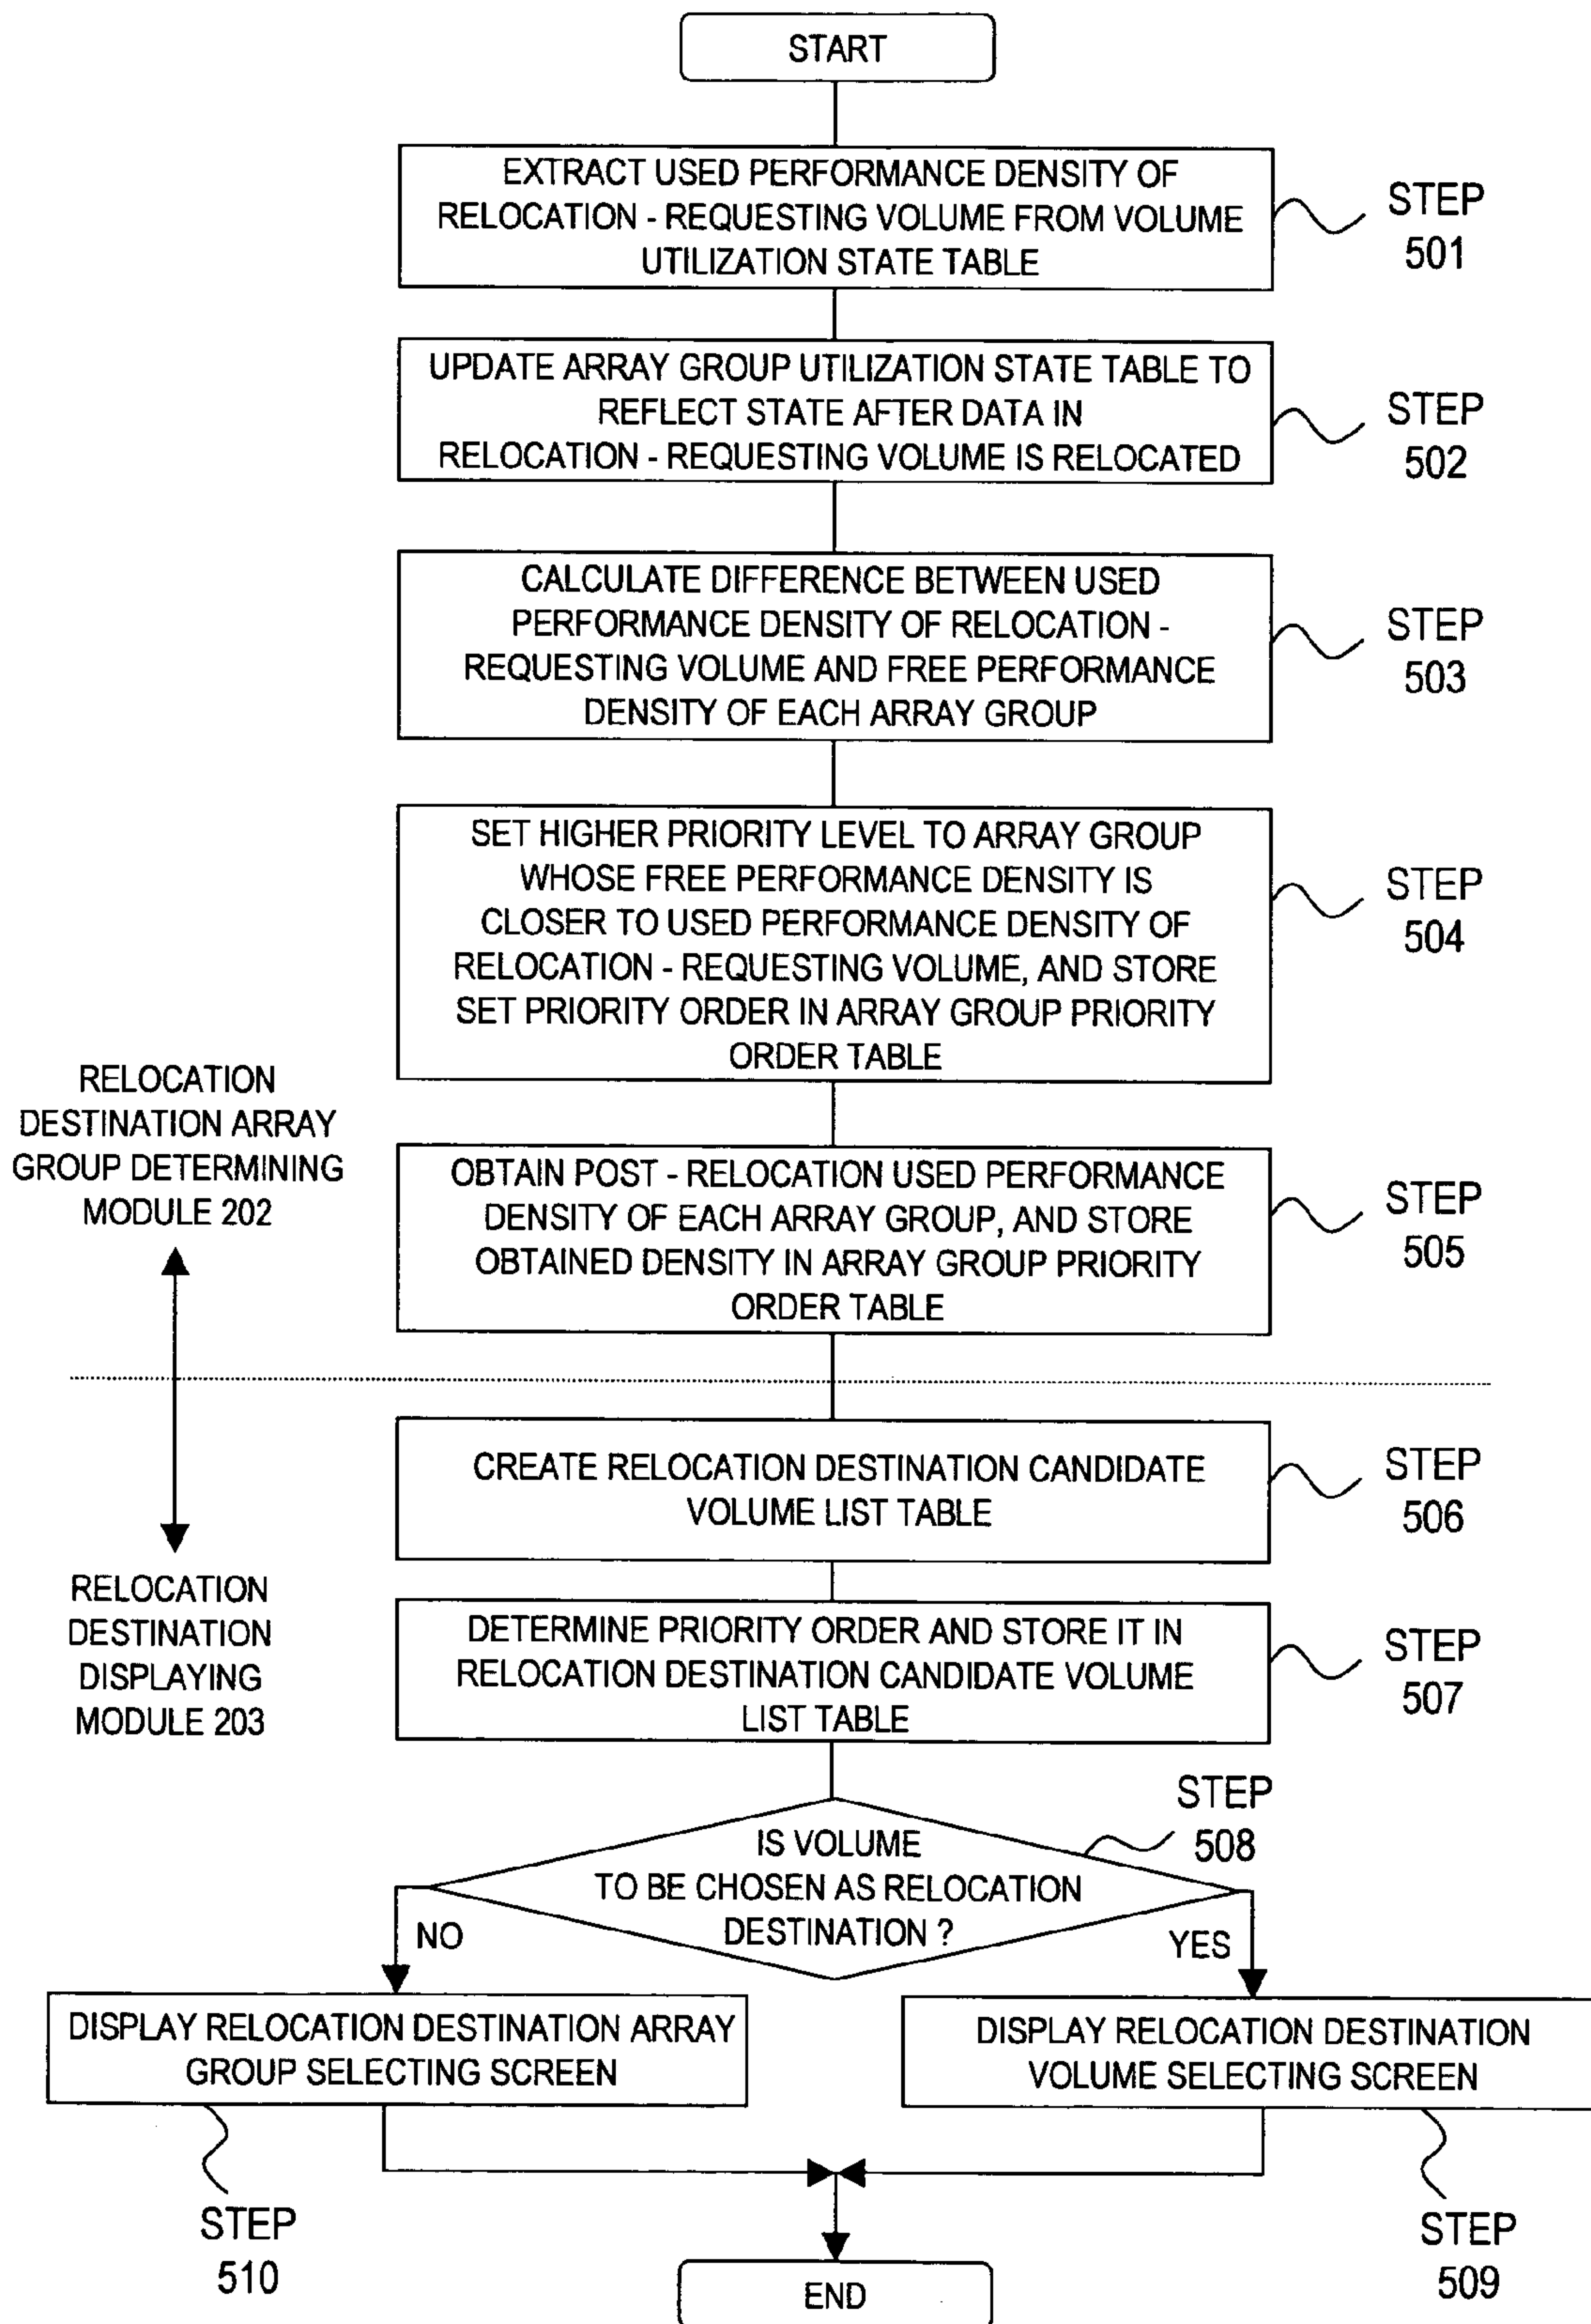 START
EXTRACT USED PERFORMANCE DENSITY OF
RELOCATION - REQUESTING VOLUME FROM VOLUME
UTILIZATION STATE TABLE
STEP
501
UPDATE ARRAY GROUP UTILIZATION STATE TABLE TO
REFLECT STATE AFTER DATA IN
RELOCATION - REQUESTING VOLUME IS RELOCATED
STEP
502
CALCULATE DIFFERENCE BETWEEN USED
PERFORMANCE DENSITY OF RELOCATION -
REQUESTING VOLUME AND FREE PERFORMANCE
DENSITY OF EACH ARRAY GROUP
STEP
503
SET HIGHER PRIORITY LEVEL TO ARRAY GROUP
WHOSE FREE PERFORMANCE DENSITY IS
CLOSER TO USED PERFORMANCE DENSITY OF
RELOCATION - REQUESTING VOLUME, AND STORE
SET PRIORITY ORDER IN ARRAY GROUP PRIORITY
ORDER TABLE
STEP
504
RELOCATION
DESTINATION ARRAY
GROUP DETERMINING
MODULE 202
OBTAIN POST - RELOCATION USED PERFORMANCE
DENSITY OF EACH ARRAY GROUP, AND STORE
OBTAINED DENSITY IN ARRAY GROUP PRIORITY
ORDER TABLE
STEP
505
CREATE RELOCATION DESTINATION CANDIDATE
VOLUME LIST TABLE
STEP
506
RELOCATION
DESTINATION
DISPLAYING
MODULE 203
DETERMINE PRIORITY ORDER AND STORE IT IN
RELOCATION DESTINATION CANDIDATE VOLUME
LIST TABLE
STEP
507
IS VOLUME
TO BE CHOSEN AS RELOCATION
DESTINATION ?
STEP
508
NO
YES
DISPLAY RELOCATION DESTINATION ARRAY
GROUP SELECTING SCREEN
STEP
510
DISPLAY RELOCATION DESTINATION
VOLUME SELECTING SCREEN
STEP
509
END